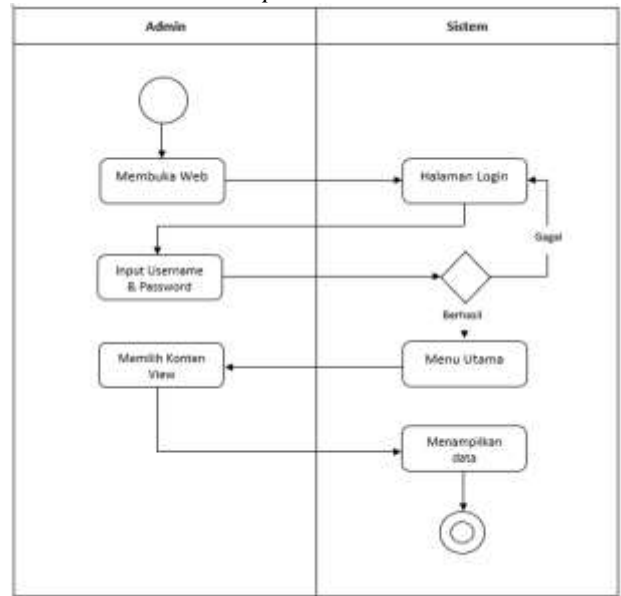 Admin
Sistem
Membuka Web
Halaman Login
Gagal
Input Username
& Password
Berhasil
Memilih Konten
View
Menu Utama
Menampilkan
data